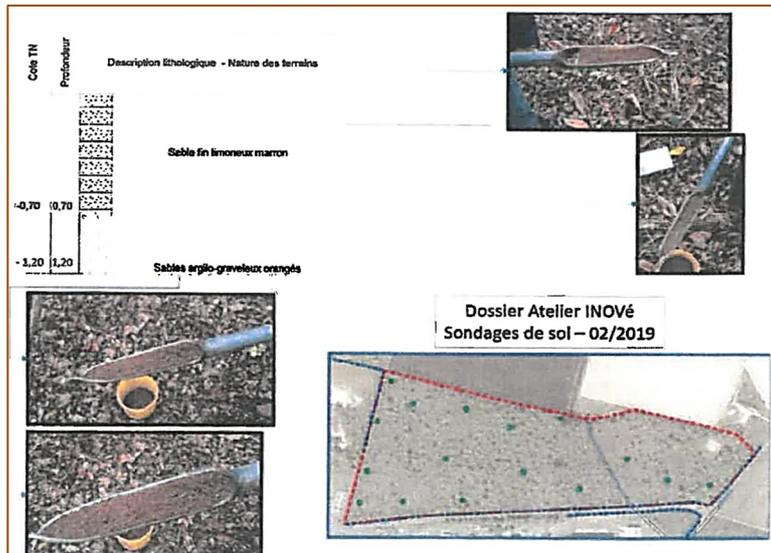 Cote TN
Profondeur
Description lithologique - Nature des terrains
Sable fin limoneux marron
-0,70 0,70
- 1,20 1,20
Sables argilo-graveleux orangés
Dossier Atelier INOVé
Sondages de sol – 02/2019